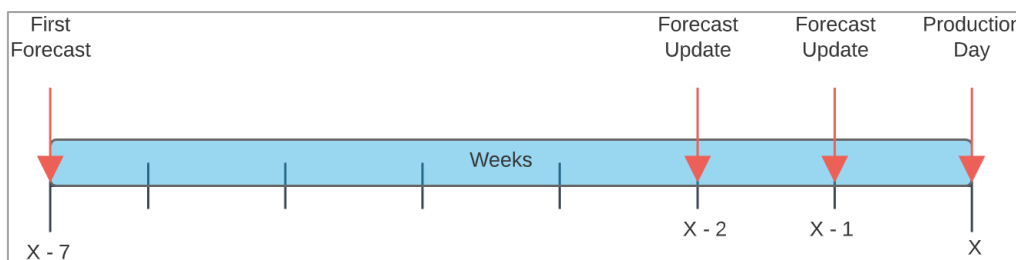 First
Forecast
Forecast
Update
Forecast
Update
Production
Day
Weeks
X - 7
X - 2
X - 1
X